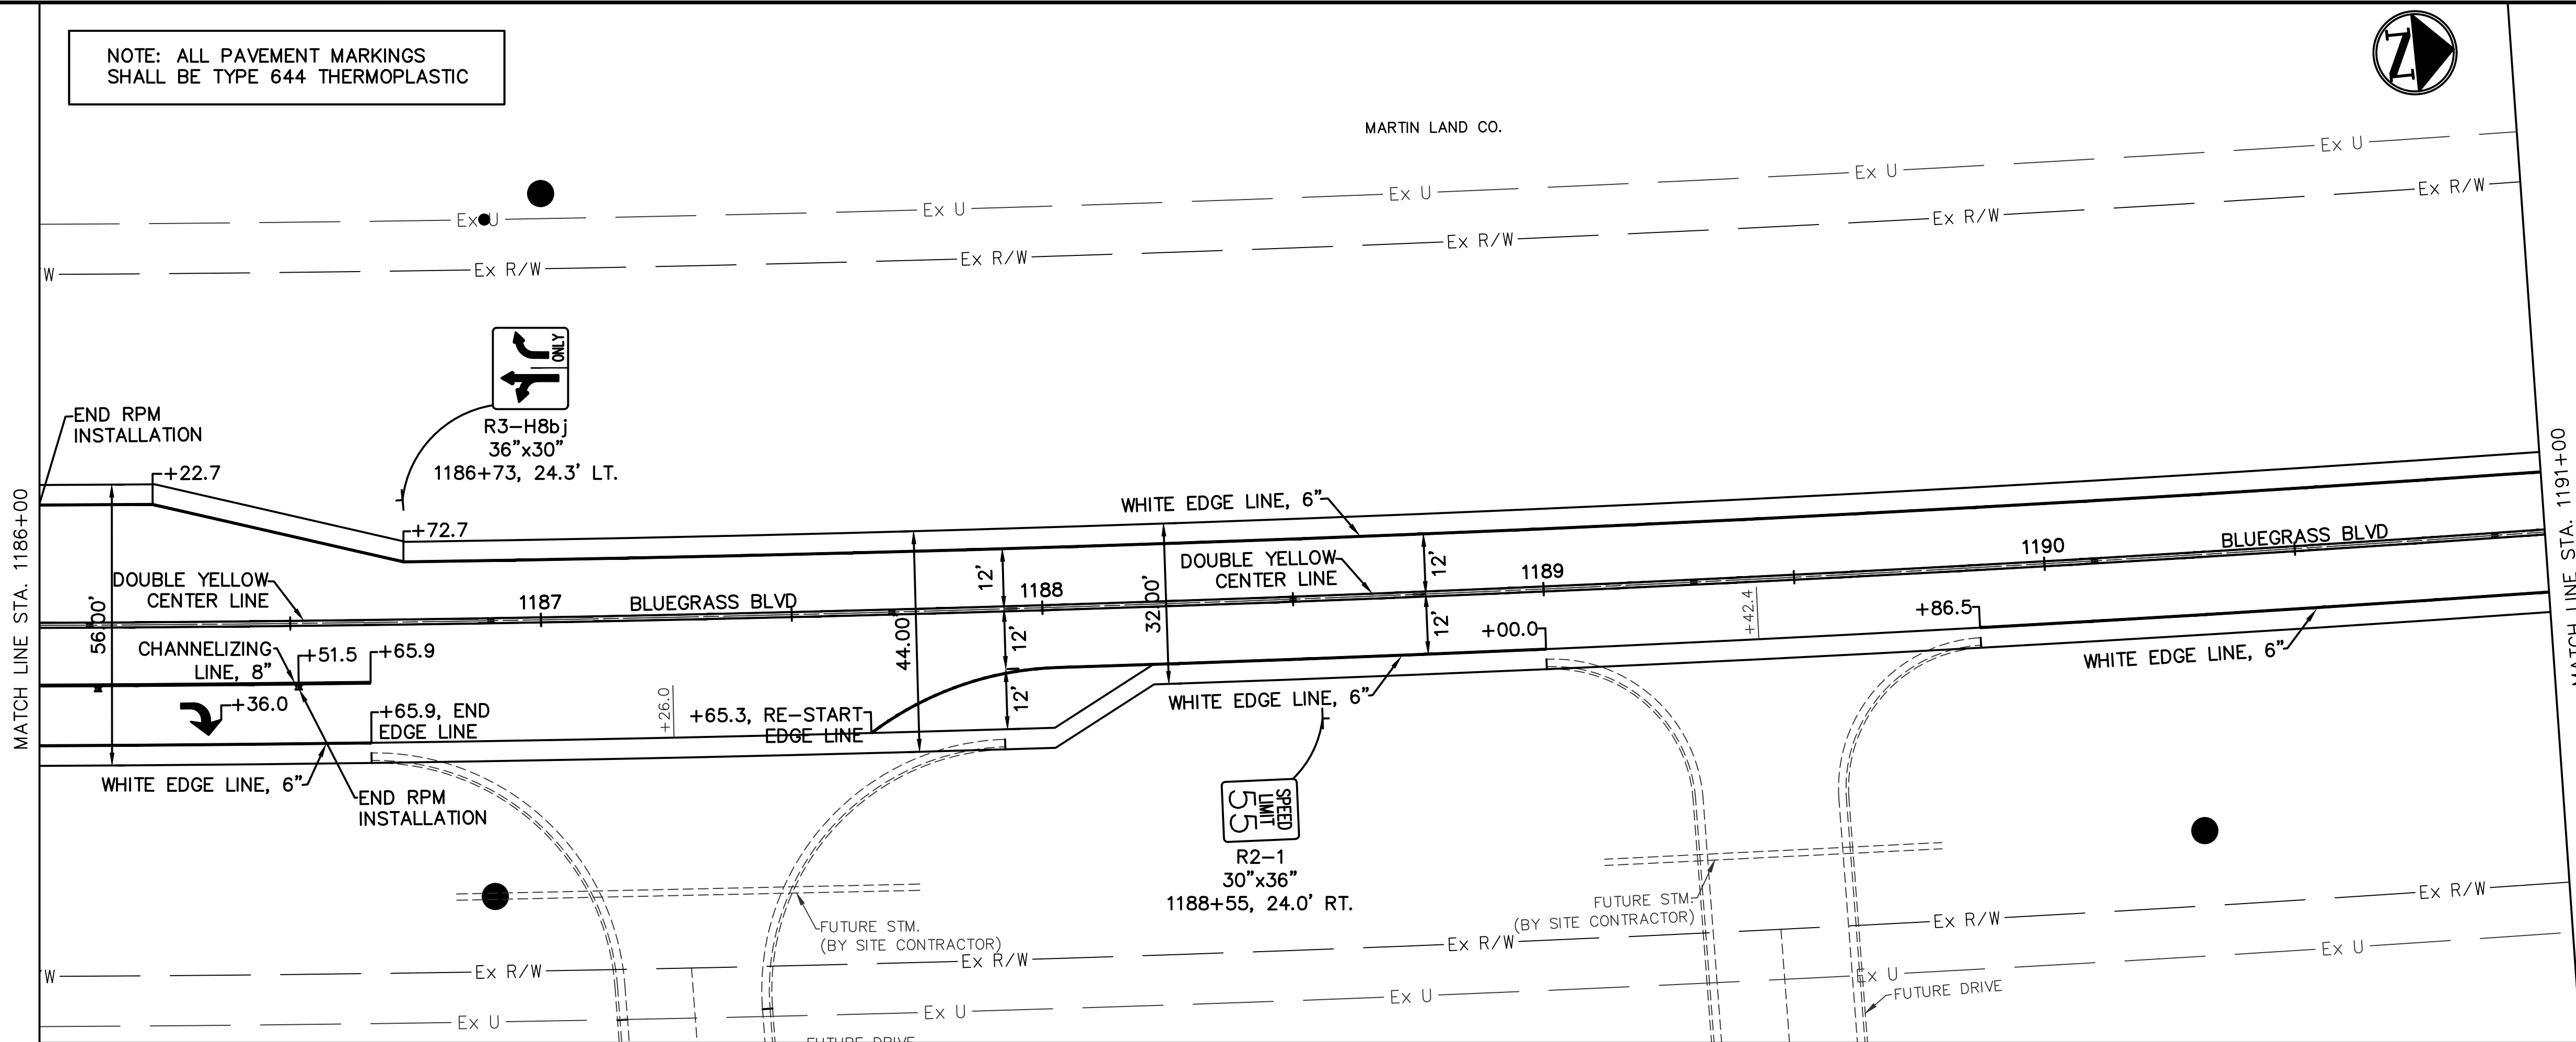 NOTE: ALL PAVEMENT MARKINGS
SHALL BE TYPE 644 THERMOPLASTIC
N
MARTIN LAND CO.
Ex U
Ex U
Ex U
Ex U
Ex U
W
Ex R/W
Ex R/W
Ex R/W
Ex R/W
Ex R/W
ONLY
R3-H8bj
36"x30"
1186+73, 24.3' LT.
END RPM
INSTALLATION
+22.7
+72.7
MATCH LINE STA. 1186+00
56.00'
DOUBLE YELLOW
CENTER LINE
1187
BLUEGRASS BLVD
CHANNELIZING
LINE, 8"
+51.5
+65.9
+36.0
+65.9, END
EDGE LINE
WHITE EDGE LINE, 6"
END RPM
INSTALLATION
+26.0
+65.3, RE-START
EDGE LINE
44.00'
12'
12'
12'
1188
32.00'
WHITE EDGE LINE, 6"
DOUBLE YELLOW
CENTER LINE
12'
12'
1189
+00.0
WHITE EDGE LINE, 6"
+42.4
+86.5
1190
BLUEGRASS BLVD
WHITE EDGE LINE, 6"
MATCH LINE STA. 1191+00
SPEED
LIMIT
55
R2-1
30"x36"
1188+55, 24.0' RT.
FUTURE STM.
(BY SITE CONTRACTOR)
FUTURE STM.
(BY SITE CONTRACTOR)
W
Ex R/W
Ex R/W
Ex R/W
Ex R/W
Ex R/W
Ex U
Ex U
Ex U
Ex U
Ex U
FUTURE DRIVE
FUTURE DRIVE